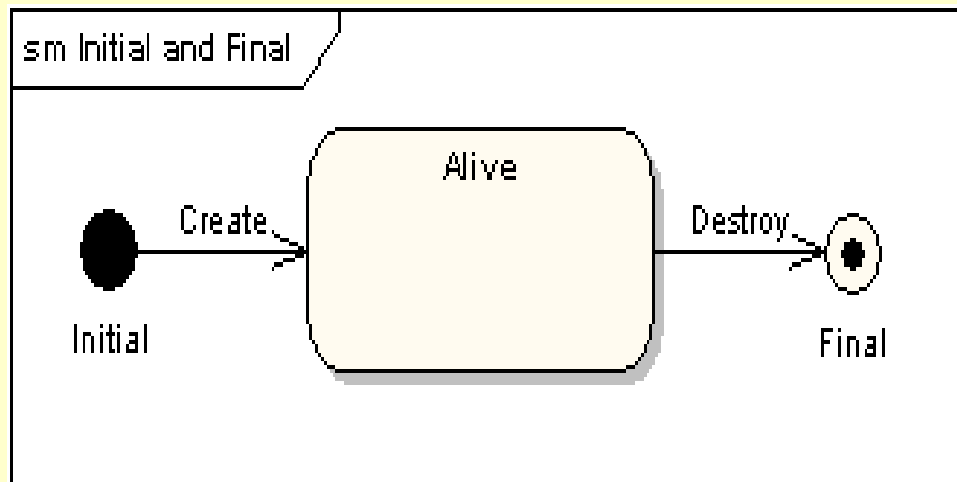 sm Initial and Final
Alive
Create
Destroy
Initial
Final